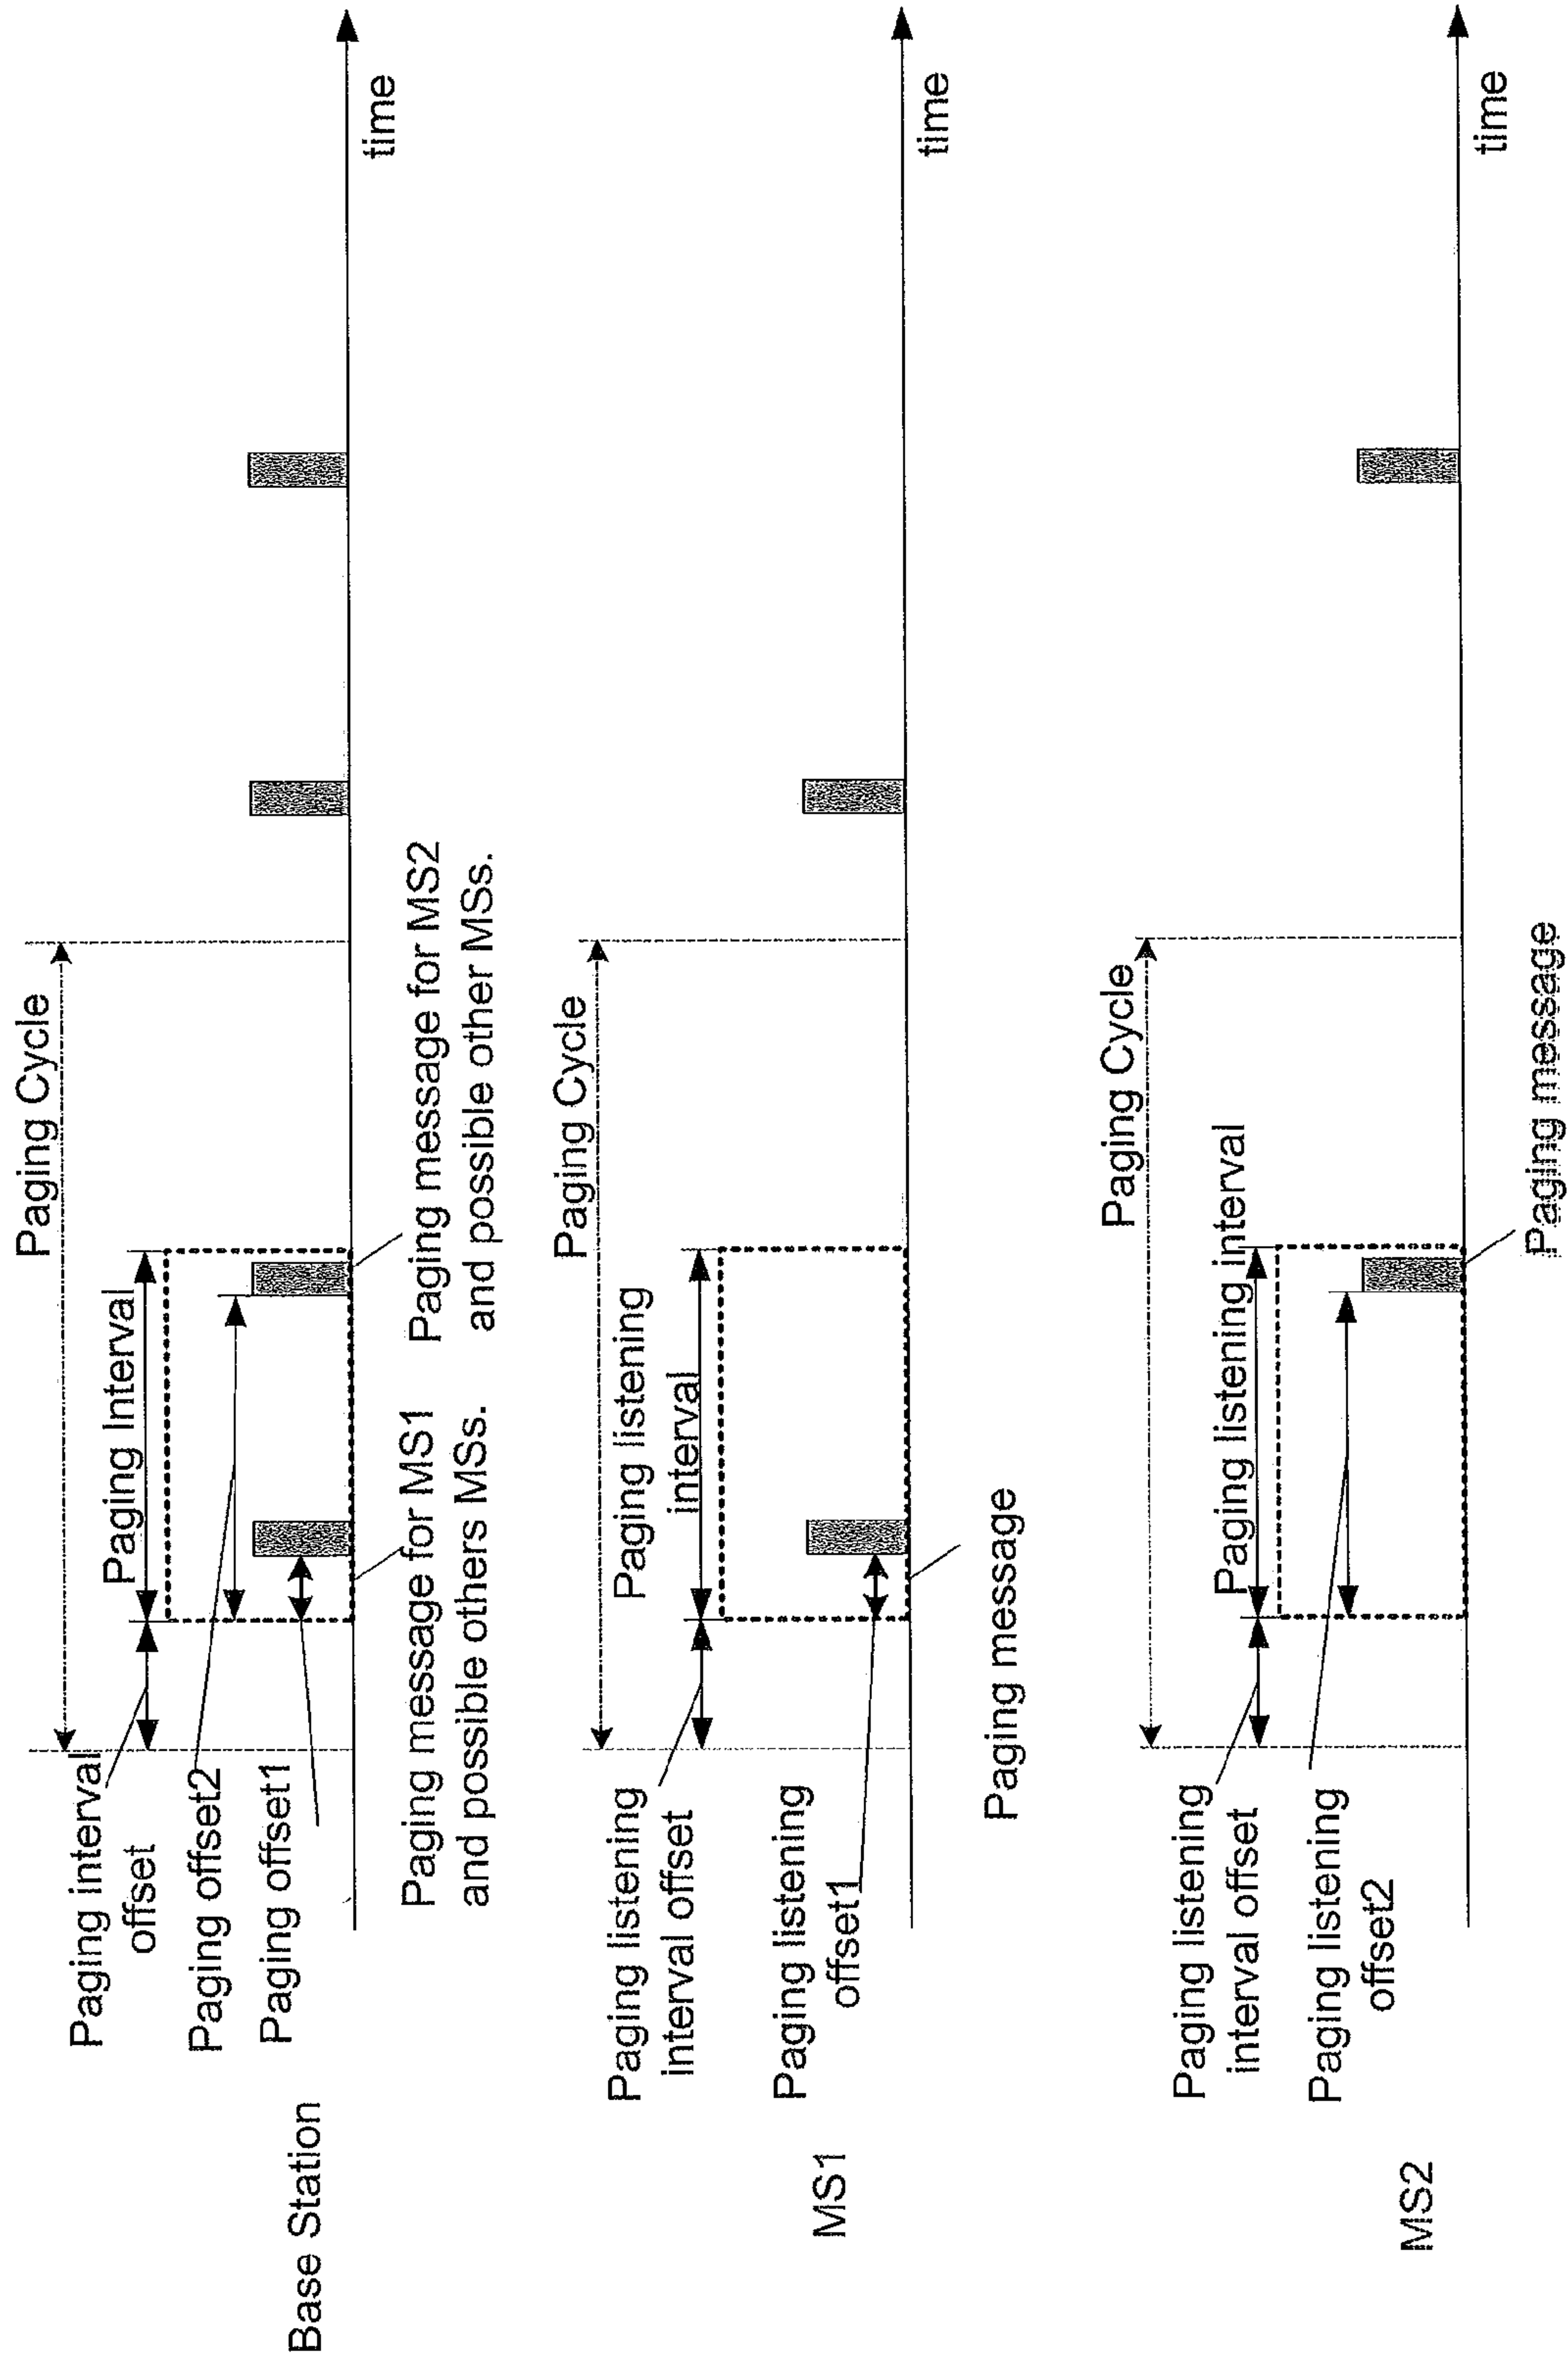 Paging Cycle
Paging interval
offset
Paging Interval
Paging offset2
Paging offset1
Base Station
time
Paging message for MS1
and possible others MSs.
Paging message for MS2
and possible other MSs.
Paging Cycle
Paging listening
interval
Paging listening
interval offset
Paging listening
offset1
MS1
time
Paging message
Paging Cycle
Paging listening interval
Paging listening
interval offset
Paging listening
offset2
MS2
time
Paging message